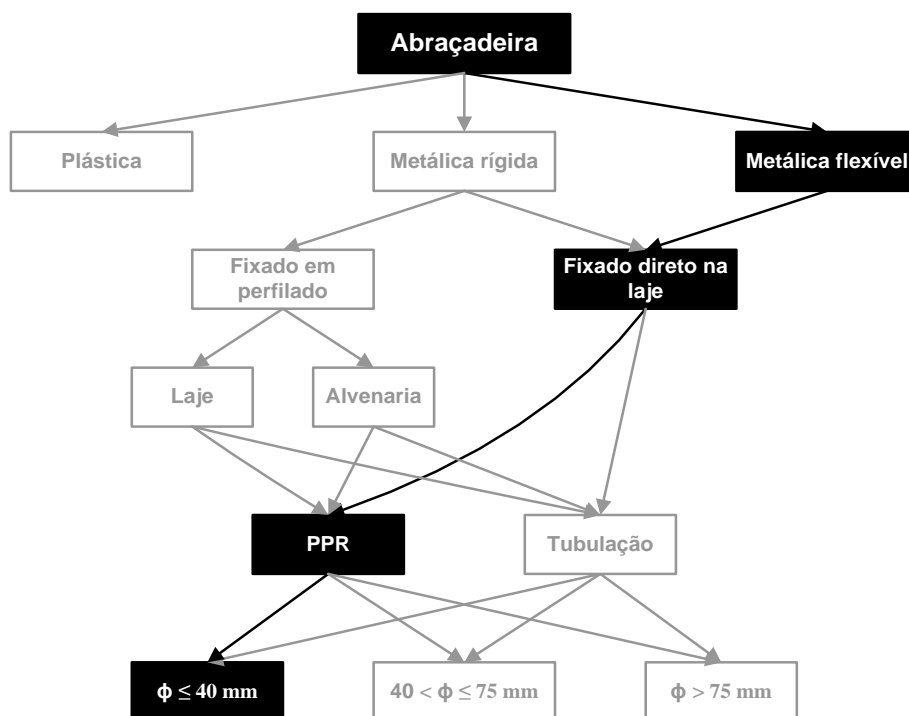 Abraçadeira
Plástica
Metálica rígida
Metálica flexível
Fixado em
perfilado
Fixado direto na
laje
Laje
Alvenaria
PPR
Tubulação
ϕ ≤ 40 mm
40 < ϕ ≤ 75 mm
ϕ > 75 mm